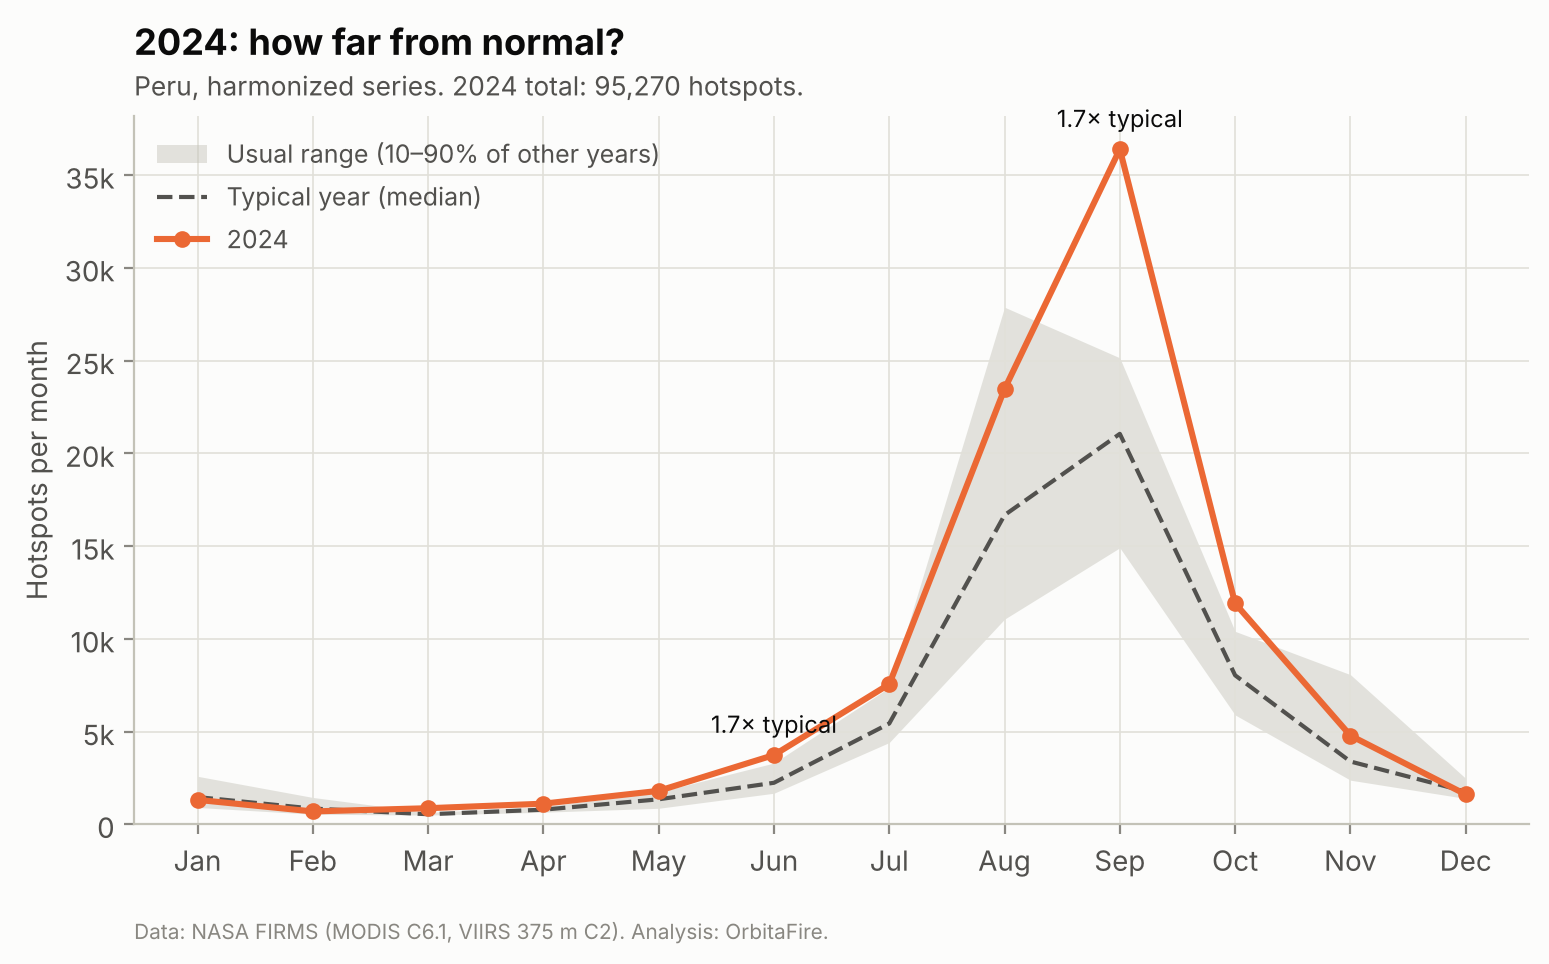 2024: how far from normal?
Peru, harmonized series. 2024 total: 95,270 hotspots.
1.7× typical
Usual range (10–90% of other years)
Typical year (median)
2024
Hotspots per month
35k
30k
25k
20k
15k
10k
5k
0
1.7× typical
Jan Feb Mar Apr May Jun Jul Aug Sep Oct Nov Dec
Data: NASA FIRMS (MODIS C6.1, VIIRS 375 m C2). Analysis: OrbitaFire.